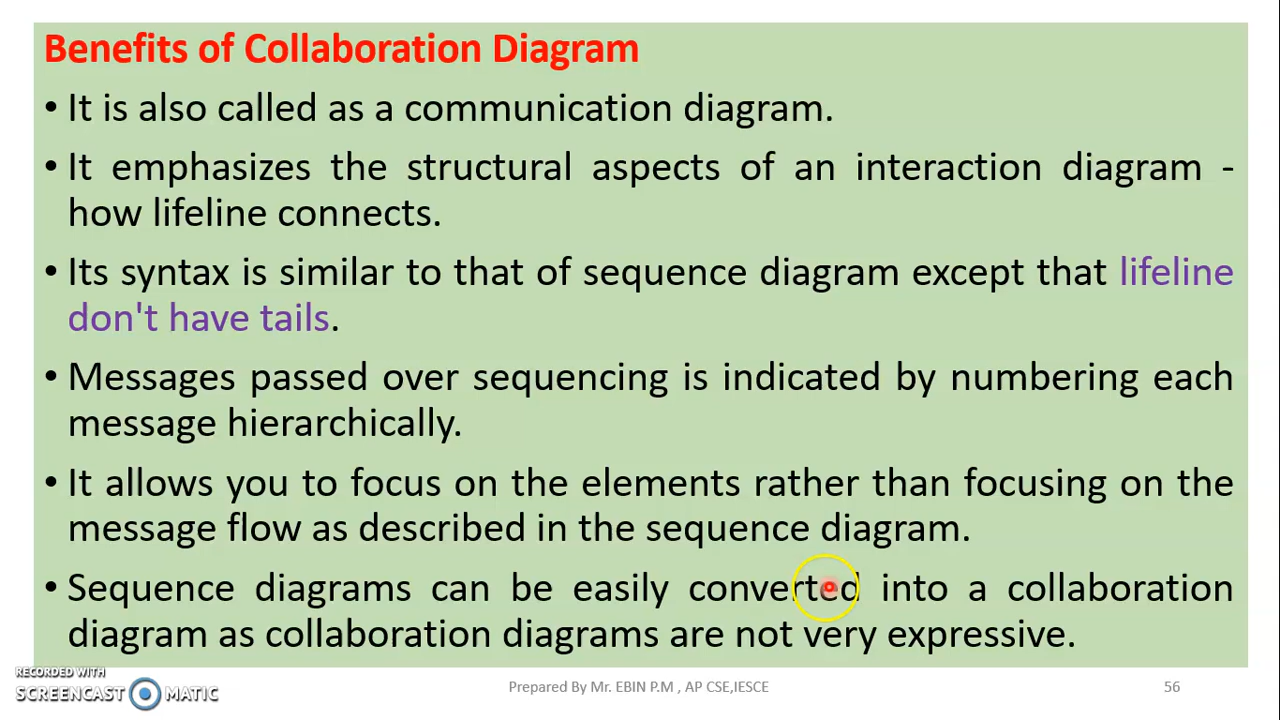 Benefits of Collaboration Diagram
• It is also called as a communication diagram.
• It emphasizes the structural aspects of an interaction diagram -
how lifeline connects.
• Its syntax is similar to that of sequence diagram except that lifeline
don't have tails.
• Messages passed over sequencing is indicated by numbering each
message hierarchically.
• It allows you to focus on the elements rather than focusing on the
message flow as described in the sequence diagram.
• Sequence diagrams can be easily converted into a collaboration
diagram as collaboration diagrams are not very expressive.
RECORDED WITH
SCREENCAST MATIC
Prepared By Mr. EBIN P.M , AP CSE,IESCE
56